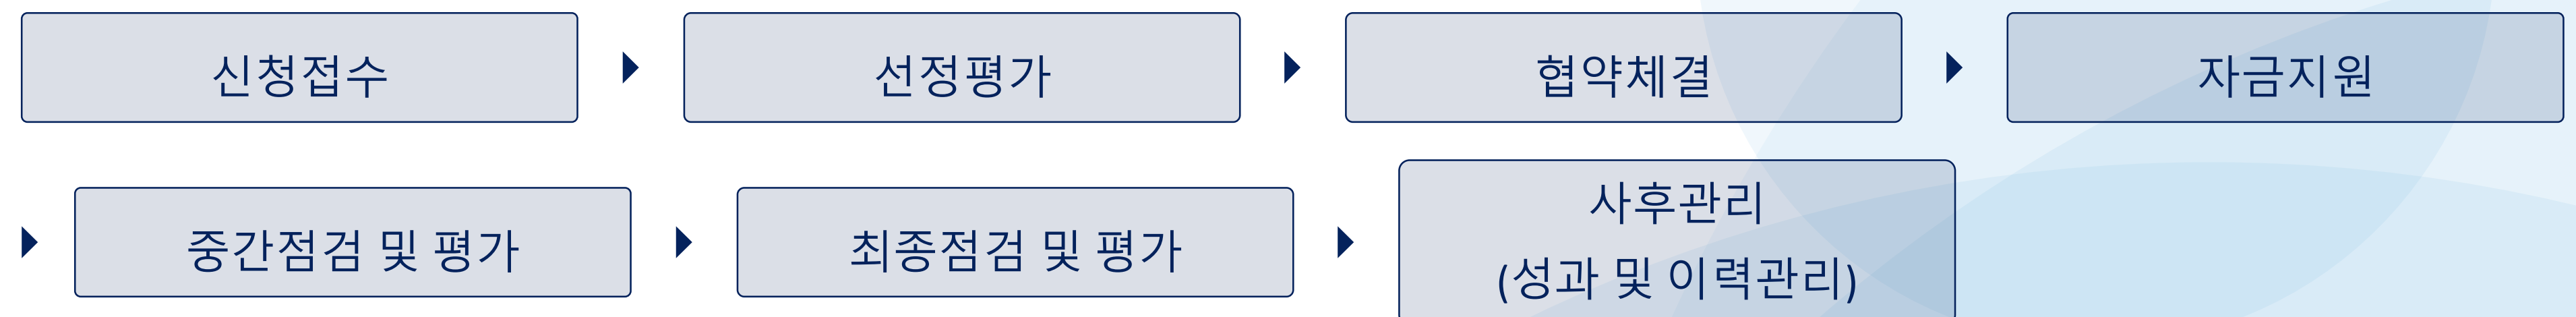 신청접수
선정평가
협약체결
자금지원
중간점검 및 평가
최종점검 및 평가
사후관리
(성과 및 이력관리)